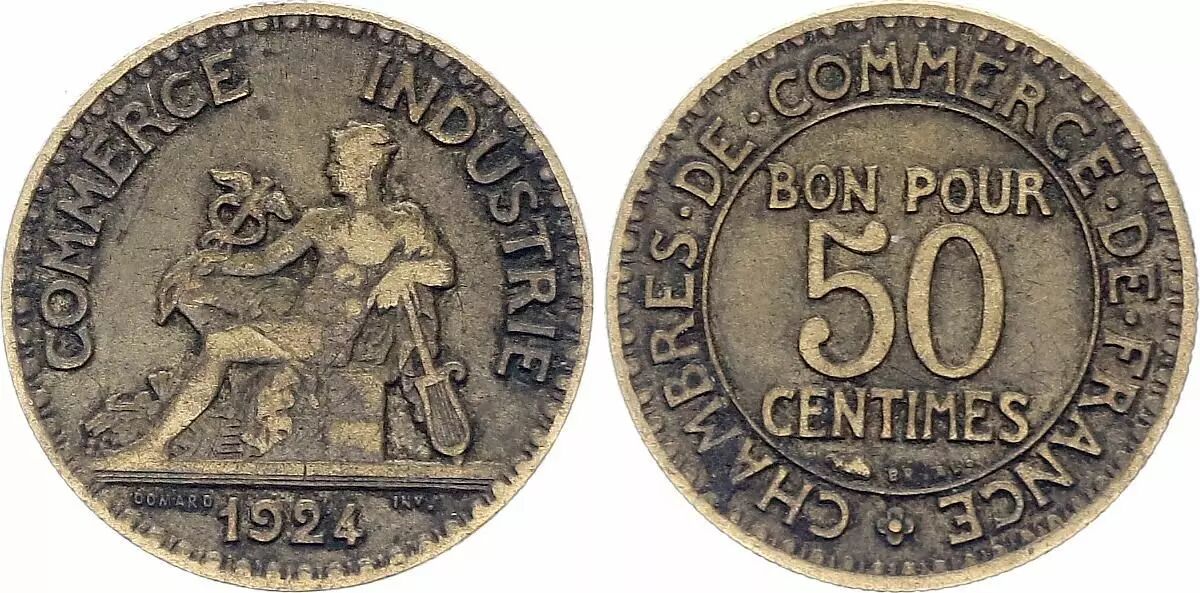 COMMERCE INDUSTRIE
DOMARD INV.
1924
CHAMBRES · DE · COMMERCE · DE · FRANCE
BON POUR
50
CENTIMES